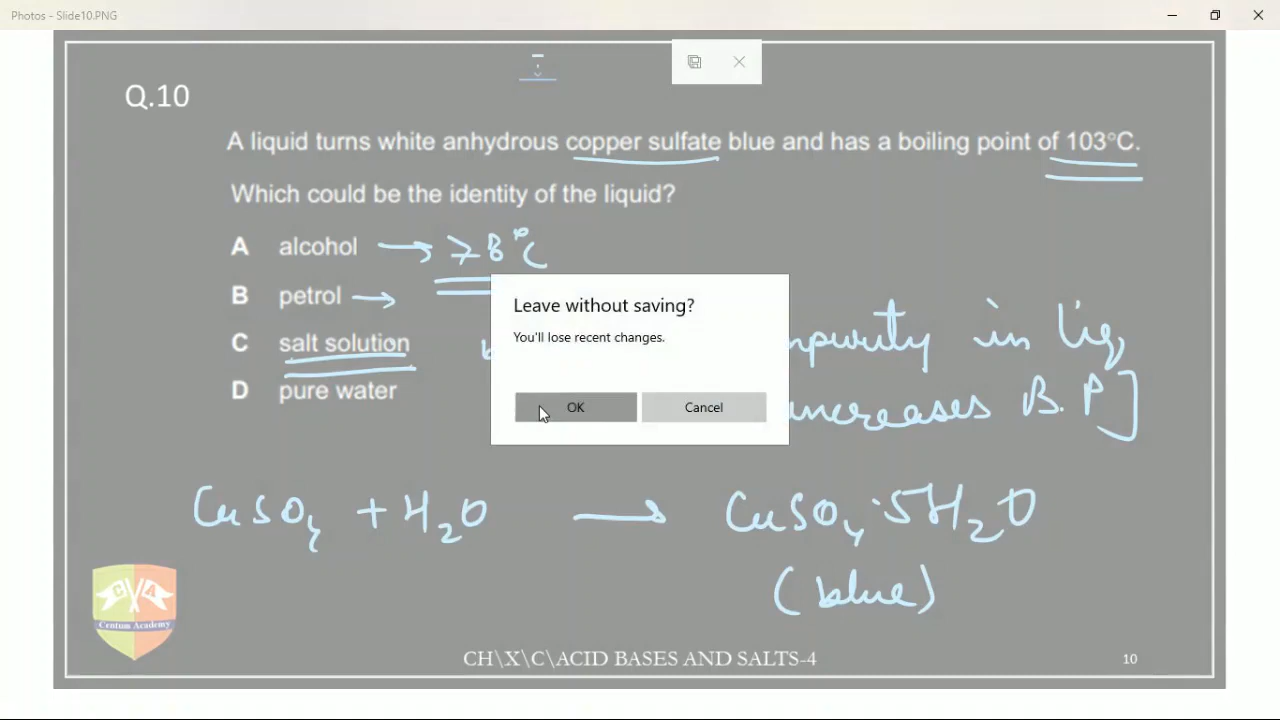 Photos - Slide10.PNG
Q.10
A liquid turns white anhydrous copper sulfate blue and has a boiling point of 103°C.
Which could be the identity of the liquid?
A alcohol → 78°C
B petrol →
C salt solution
D pure water
Leave without saving?
You'll lose recent changes.
OK Cancel
in liq
increases B.P]
CuSO4 + H2O → CuSO4·5H2O
(blue)
Centum Academy
CH\X\C\ACID BASES AND SALTS-4
10